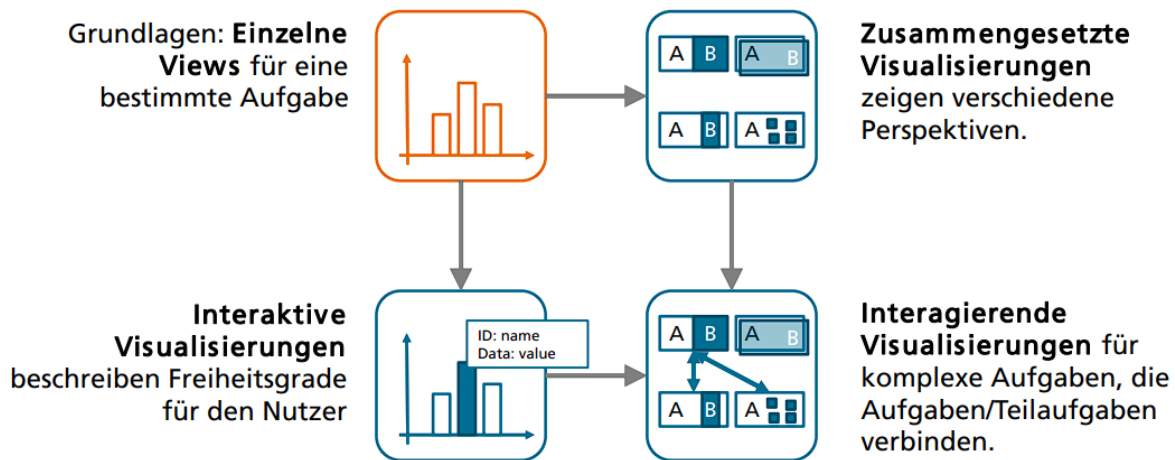 Grundlagen: Einzelne
Views für eine
bestimmte Aufgabe
A B A B
A B A
Zusammengesetzte
Visualisierungen
zeigen verschiedene
Perspektiven.
Interaktive
Visualisierungen
beschreiben Freiheitsgrade
für den Nutzer
ID: name
Data: value
A B A B
A B A
Interagierende
Visualisierungen für
komplexe Aufgaben, die
Aufgaben/Teilaufgaben
verbinden.